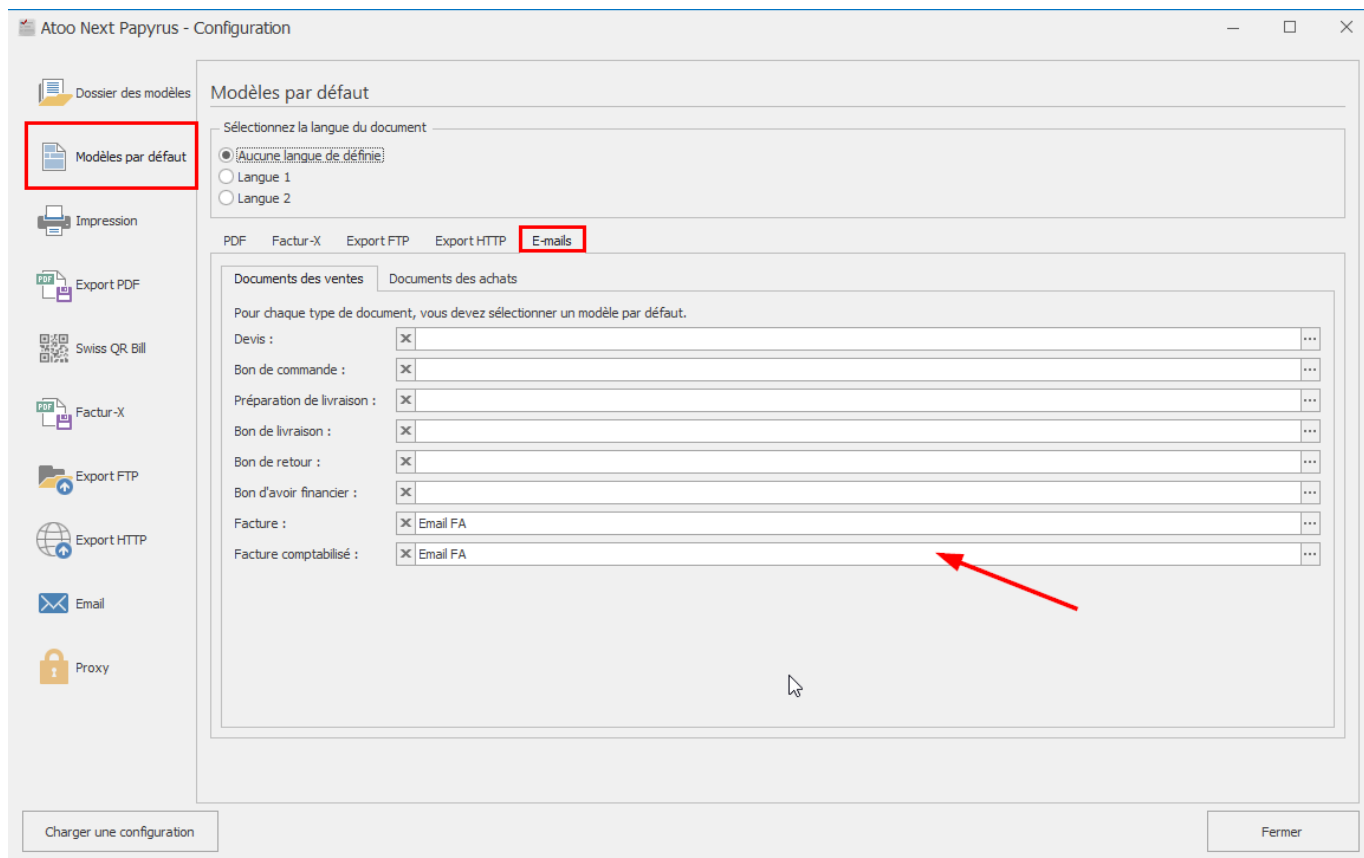 Atoo Next Papyrus - Configuration
Dossier des modèles
Modèles par défaut
Impression
PDF
Export PDF
Swiss QR Bill
PDF
Factur-X
Export FTP
Export HTTP
Email
Proxy
Modèles par défaut
Sélectionnez la langue du document
Aucune langue de définie
Langue 1
Langue 2
PDF Factur-X Export FTP Export HTTP E-mails
Documents des ventes Documents des achats
Pour chaque type de document, vous devez sélectionner un modèle par défaut.
Devis :
Bon de commande :
Préparation de livraison :
Bon de livraison :
Bon de retour :
Bon d'avoir financier :
Facture : Email FA
Facture comptabilisé : Email FA
Charger une configuration
Fermer